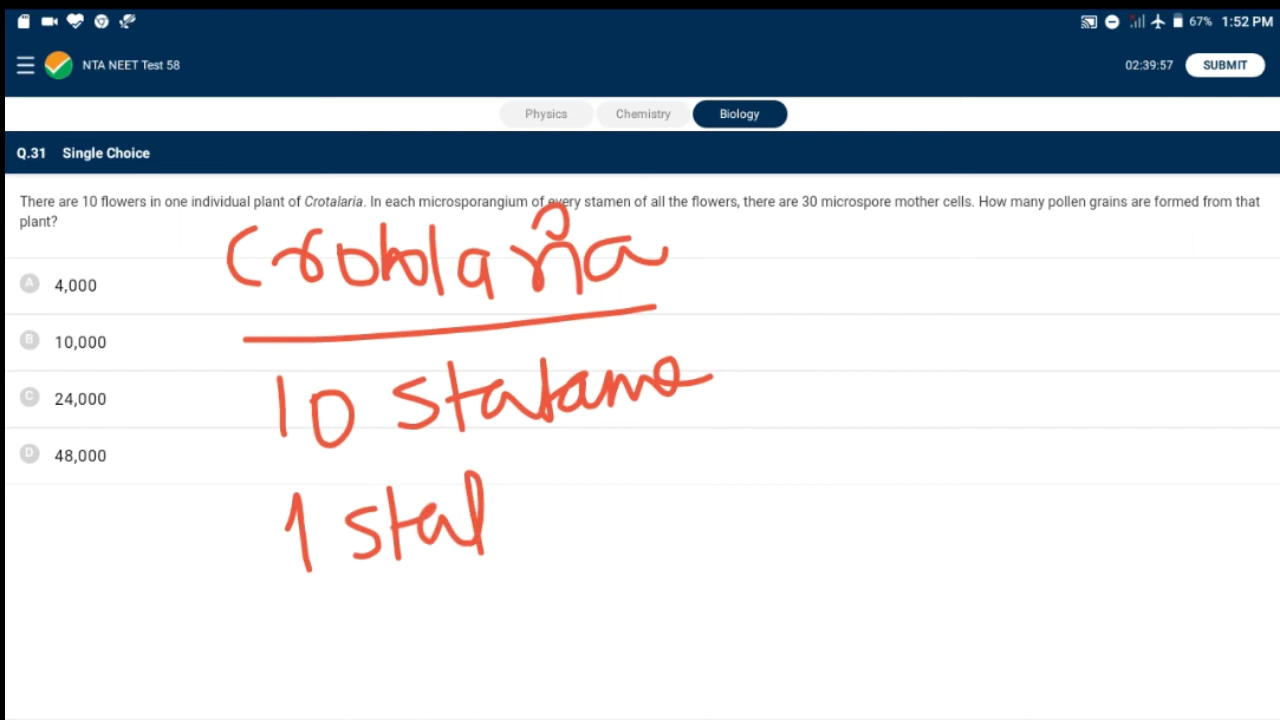 67% 1:52 PM
NTA NEET Test 58
02:39:57 SUBMIT
Physics Chemistry Biology
Q.31 Single Choice
There are 10 flowers in one individual plant of Crotalaria. In each microsporangium of every stamen of all the flowers, there are 30 microspore mother cells. How many pollen grains are formed from that
plant?
A 4,000
B 10,000
C 24,000
D 48,000
Crotolaria
10 statame
1 stal